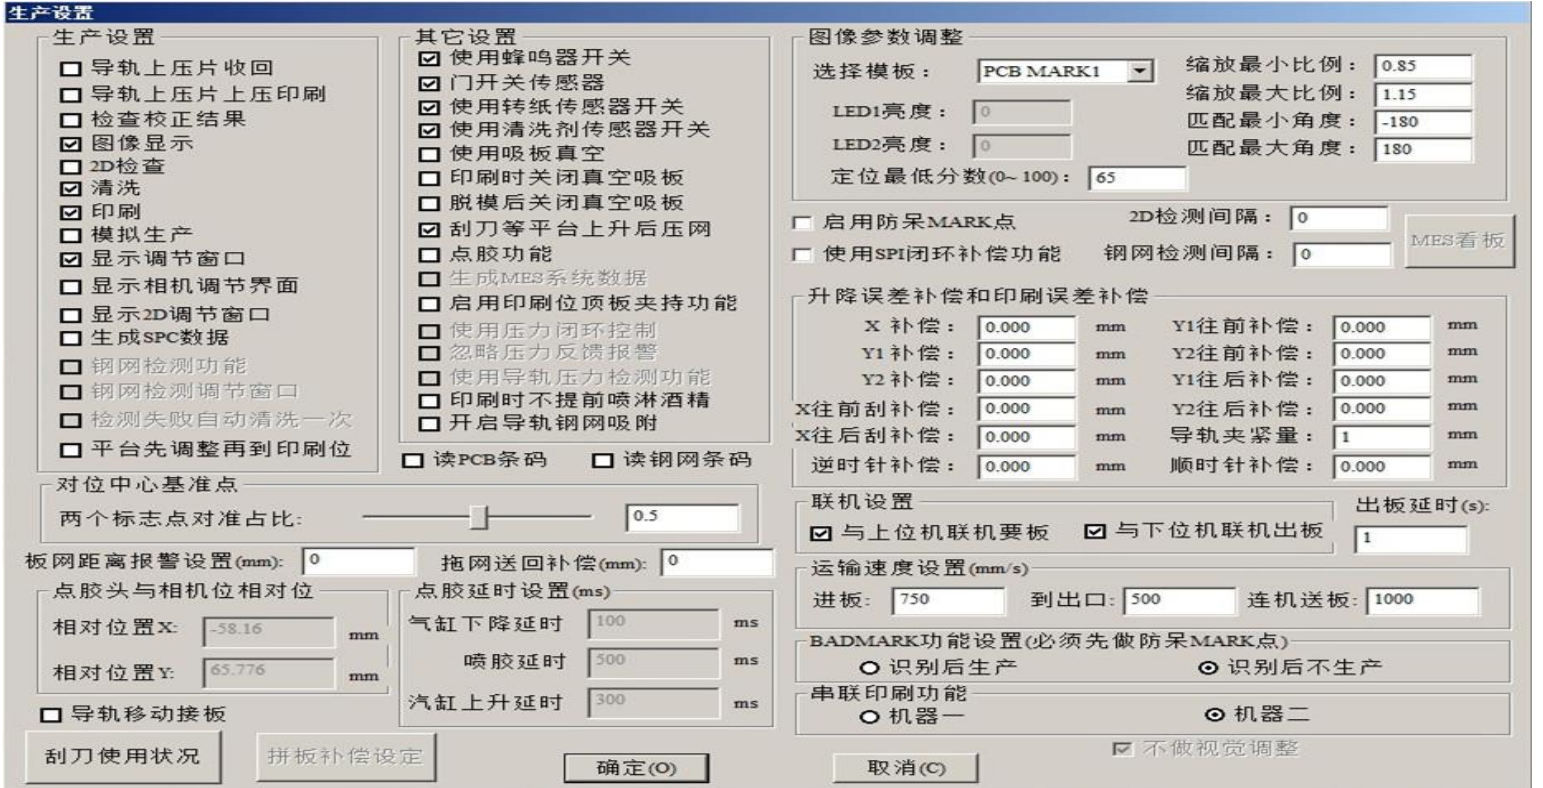 生产设置
生产设置
导轨上压片收回
导轨上压片上压印刷
检查校正结果
图像显示
2D检查
清洗
印刷
模拟生产
显示调节窗口
显示相机调节界面
显示2D调节窗口
生成SPC数据
钢网检测功能
钢网检测调节窗口
检测失败自动清洗一次
平台先调整再到印刷位
其它设置
使用蜂鸣器开关
门开关传感器
使用转纸传感器开关
使用清洗剂传感器开关
使用吸板真空
印刷时关闭真空吸板
脱模后关闭真空吸板
刮刀等平台上升后压网
点胶功能
生成MES系统数据
启用印刷位顶板夹持功能
使用压力闭环控制
忽略压力反馈报警
使用导轨压力检测功能
印刷时不提前喷淋酒精
开启导轨钢网吸附
读PCB条码 读钢网条码
对位中心基准点
两个标志点对准占比: 0.5
板网距离报警设置(mm): 0 拖网送回补偿(mm): 0
点胶头与相机位相对位
相对位置X: -58.16 mm
相对位置Y: 65.776 mm
导轨移动接板
点胶延时设置(ms)
气缸下降延时 100 ms
喷胶延时 500 ms
汽缸上升延时 300 ms
刮刀使用状况 拼板补偿设定 确定(O) 取消(C)
图像参数调整
选择模板： PCB MARK1 缩放最小比例： 0.85
缩放最大比例： 1.15
LED1亮度： 0 匹配最小角度： -180
LED2亮度： 0 匹配最大角度： 180
定位最低分数(0~100)： 65
启用防呆MARK点 2D检测间隔： 0
使用SPI闭环补偿功能 钢网检测间隔： 0 MES看板
升降误差补偿和印刷误差补偿
X 补偿： 0.000 mm Y1往前补偿： 0.000 mm
Y1 补偿： 0.000 mm Y2往前补偿： 0.000 mm
Y2 补偿： 0.000 mm Y1往后补偿： 0.000 mm
X往前刮补偿： 0.000 mm Y2往后补偿： 0.000 mm
X往后刮补偿： 0.000 mm 导轨夹紧量： 1 mm
逆时针补偿： 0.000 mm 顺时针补偿： 0.000 mm
联机设置 出板延时(s):
与上位机联机要板 与下位机联机出板 1
运输速度设置(mm/s)
进板: 750 到出口: 500 连机送板: 1000
BADMARK功能设置(必须先做防呆MARK点)
识别后生产 识别后不生产
串联印刷功能
机器一 机器二
不做视觉调整